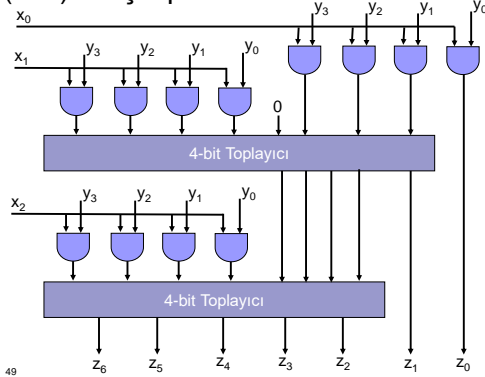 x0
y3 y2 y1 y0
x1
y3 y2 y1 y0
0
4-bit Toplayıcı
x2
y3 y2 y1 y0
4-bit Toplayıcı
z6 z5 z4 z3 z2 z1 z0
49